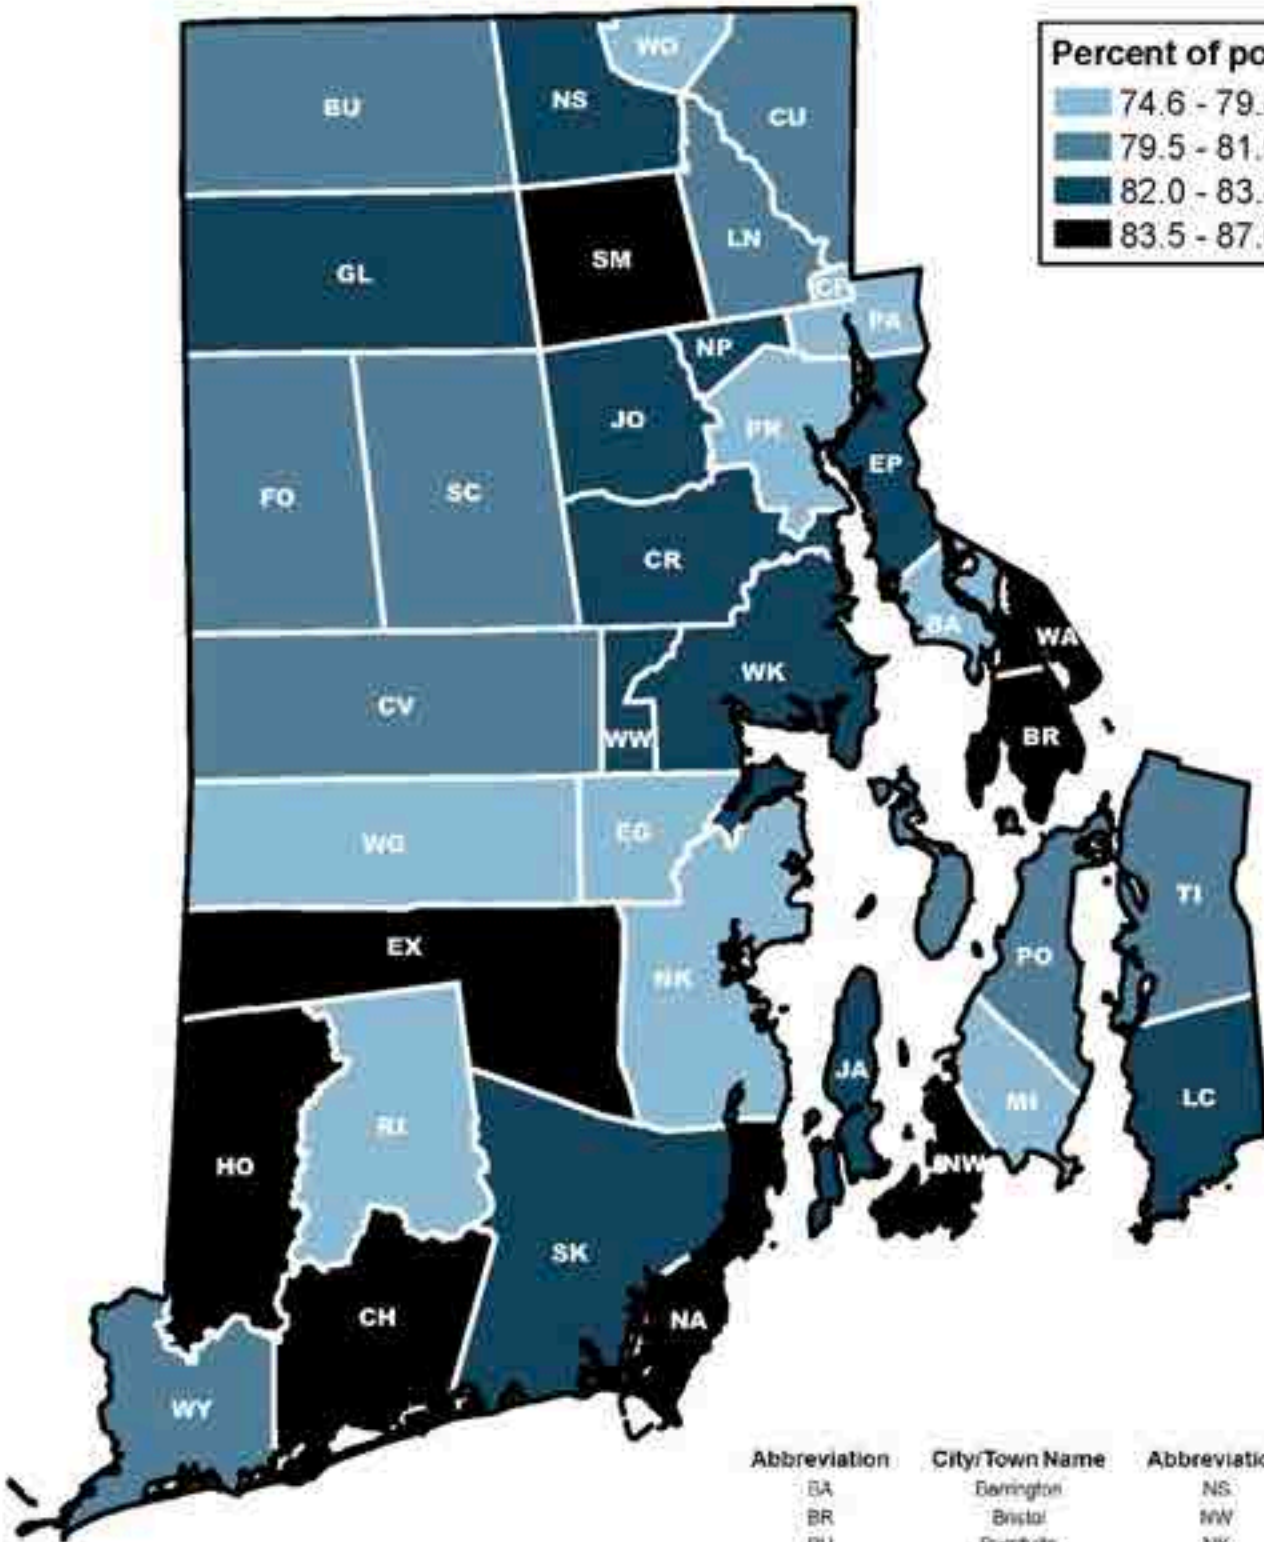 Percent of po
74.6 - 79.
79.5 - 81.
82.0 - 83.
83.5 - 87.
WO
BU
NS
CU
LN
SM
GL
CF
PA
NP
JO
PR
EP
FO
SC
CR
BA
WA
WK
CV
WW
BR
WG
EG
TI
EX
PO
NK
JA
MI
LC
RI
HO
NW
SK
CH
NA
WY
Abbreviation City/Town Name Abbreviatio
BA Barrington NS
BR Bristol NW